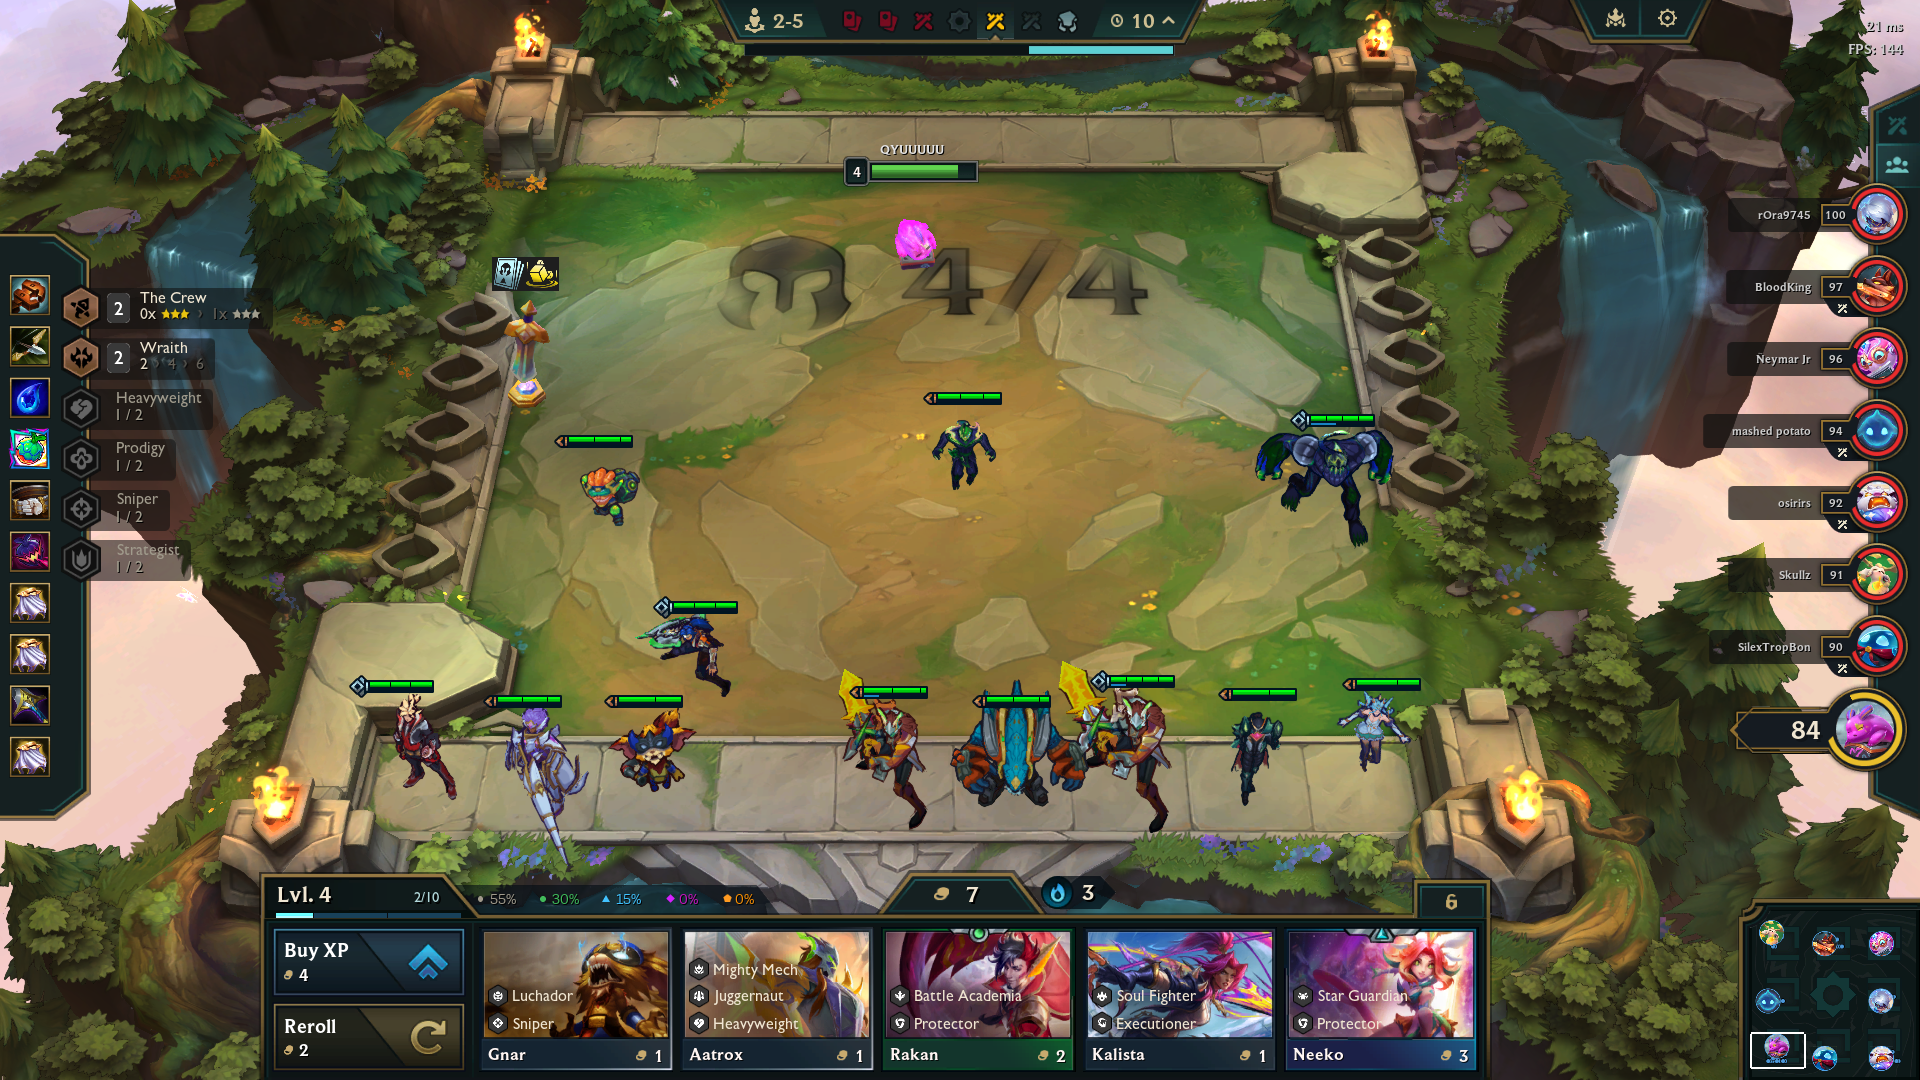 2-5
10
21 ms
FPS: 144
QYUUUUU
4
4/4
2
The Crew
0x > 1x
2
Wraith
2 > 4 > 6
Heavyweight
1 / 2
Prodigy
1 / 2
Sniper
1 / 2
Strategist
1 / 2
rOra9745 100
BloodKing 97
Neymar Jr 96
mashed potato 94
osirirs 92
Skullz 91
SilexTropBon 90
84
Lvl. 4
2/10
55%
30%
15%
0%
0%
7
3
6
Buy XP
4
Reroll
2
Luchador
Sniper
Gnar
1
Mighty Mech
Juggernaut
Heavyweight
Aatrox
1
Battle Academia
Protector
Rakan
2
Soul Fighter
Executioner
Kalista
1
Star Guardian
Protector
Neeko
3